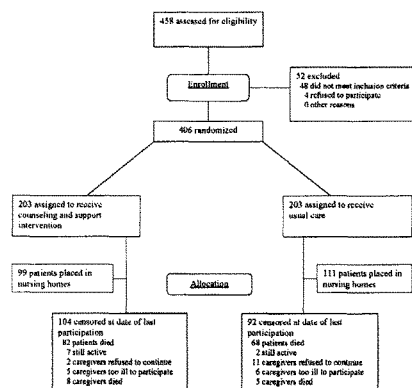 458 assessed for eligibility
Enrollment
52 excluded
48 did not meet inclusion criteria
4 refused to participate
0 other reasons
406 randomized
203 assigned to receive
counseling and support
intervention
203 assigned to receive
usual care
99 patients placed in
nursing homes
Allocation
111 patients placed in
nursing homes
104 censored at date of last
participation
82 patients died
7 still active
2 caregivers refused to continue
5 caregivers too ill to participate
8 caregivers died
92 censored at date of last
participation
68 patients died
2 still active
11 caregivers refused to continue
6 caregivers too ill to participate
5 caregivers died